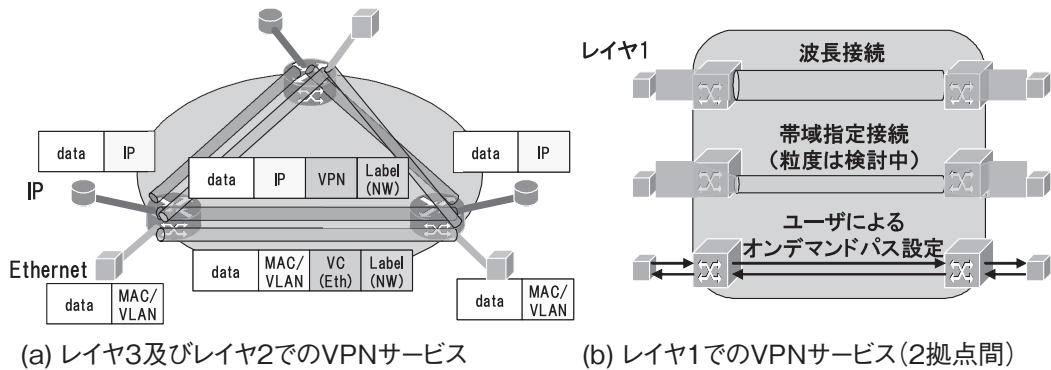 data IP
IP
data IP VPN Label (NW)
data IP
Ethernet
data MAC/ VLAN
data MAC/ VLAN VC (Eth) Label (NW)
data MAC/ VLAN
(a) レイヤ3及びレイヤ2でのVPNサービス
レイヤ1
波長接続
帯域指定接続
(粒度は検討中)
ユーザによる
オンデマンドパス設定
(b) レイヤ1でのVPNサービス(2拠点間)